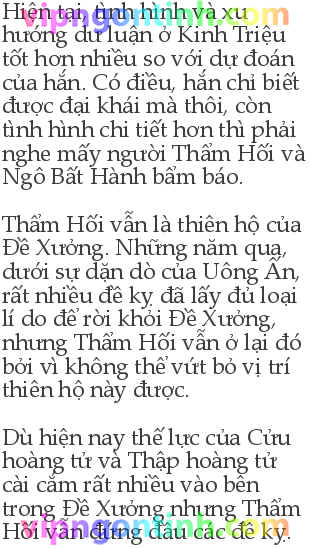 Hiện tại, tình hình và xu
hướng dư luận ở Kinh Triệu
tốt hơn nhiều so với dự đoán
của hắn. Có điều, hắn chỉ biết
được đại khái mà thôi, còn
tình hình chi tiết hơn thì phải
nghe mấy người Thẩm Hối và
Ngô Bất Hành bẩm báo.
Thẩm Hối vẫn là thiên hộ của
Đề Xưởng. Những năm qua,
dưới sự dặn dò của Uông Ấn,
rất nhiều đề kỵ đã lấy đủ loại
lí do để rời khỏi Đề Xưởng,
nhưng Thẩm Hối vẫn ở lại đó
bởi vì không thể vứt bỏ vị trí
thiên hộ này được.
Dù hiện nay thế lực của Cửu
hoàng tử và Thập hoàng tử
cài cắm rất nhiều vào bên
trong Đề Xưởng nhưng Thẩm
Hối vẫn đứng đầu các đề kỵ.
vipngontinh.com
vipngontinh.com